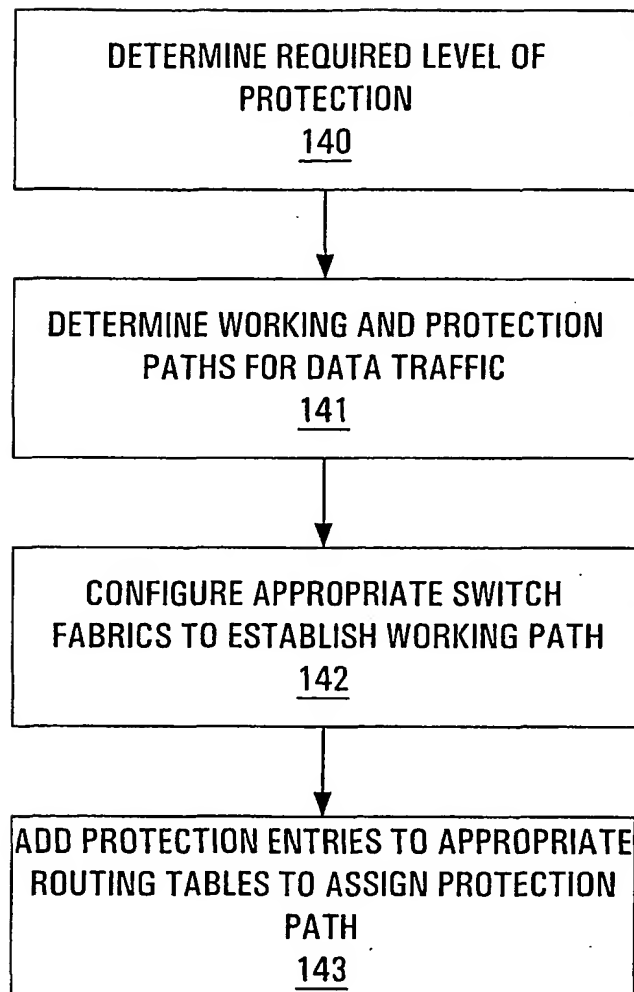 DETERMINE REQUIRED LEVEL OF
PROTECTION
140
DETERMINE WORKING AND PROTECTION
PATHS FOR DATA TRAFFIC
141
CONFIGURE APPROPRIATE SWITCH
FABRICS TO ESTABLISH WORKING PATH
142
ADD PROTECTION ENTRIES TO APPROPRIATE
ROUTING TABLES TO ASSIGN PROTECTION
PATH
143